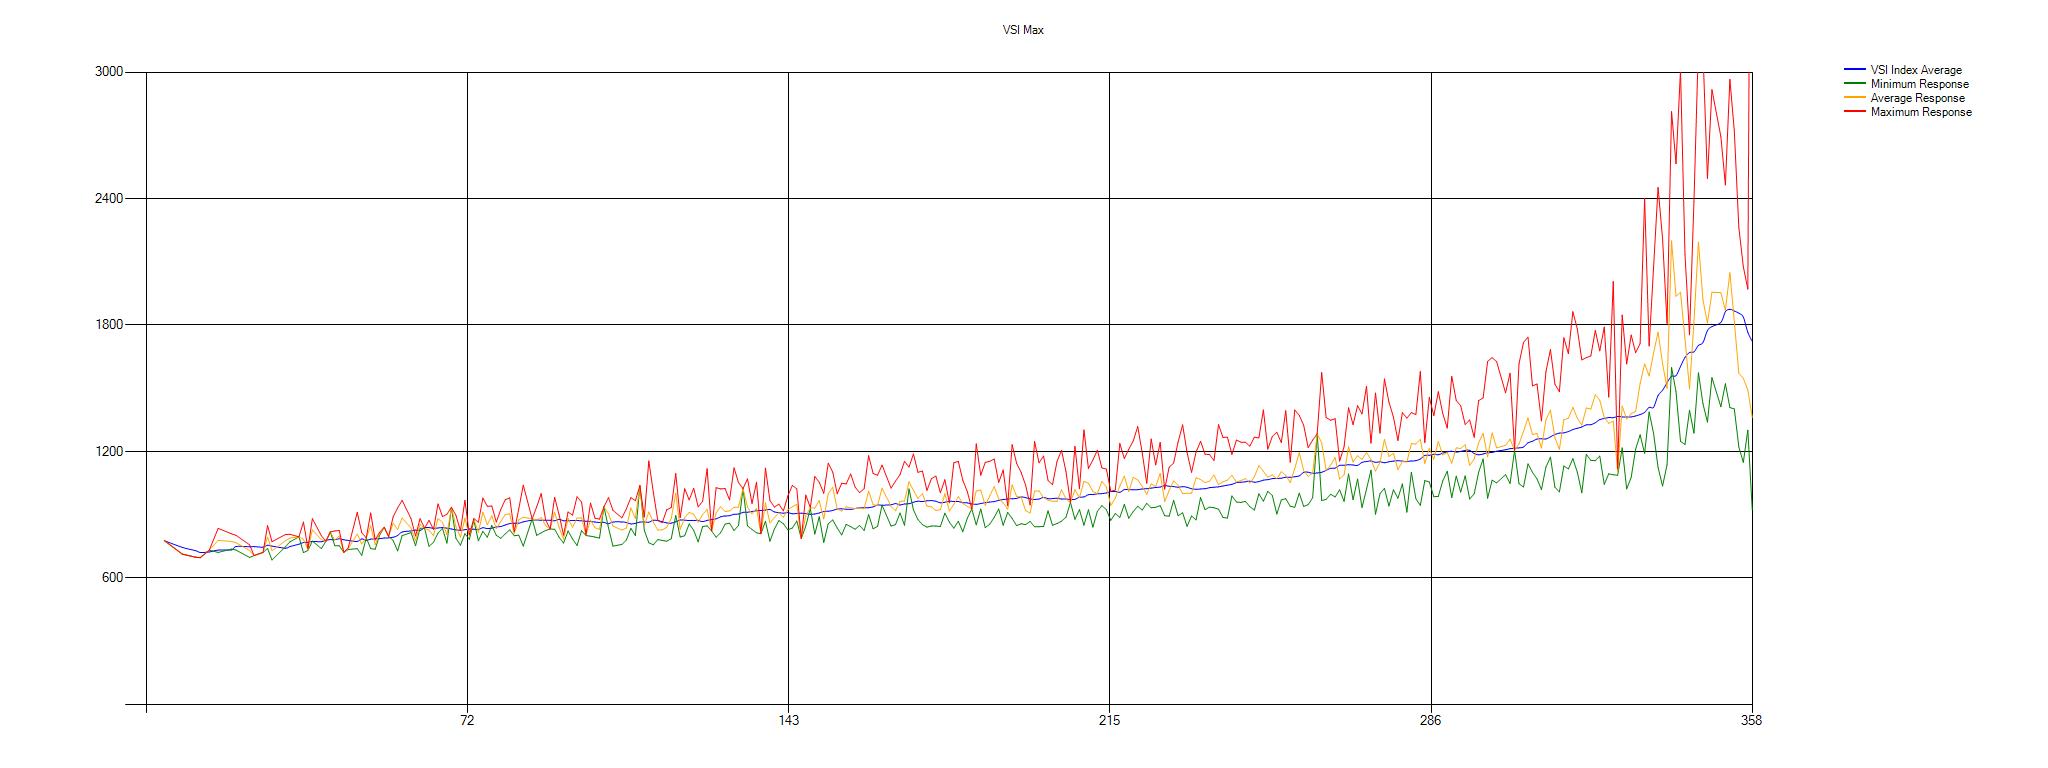 VSI Max
3000
2400
1800
1200
600
72
143
215
286
358
VSI Index Average
Minimum Response
Average Response
Maximum Response